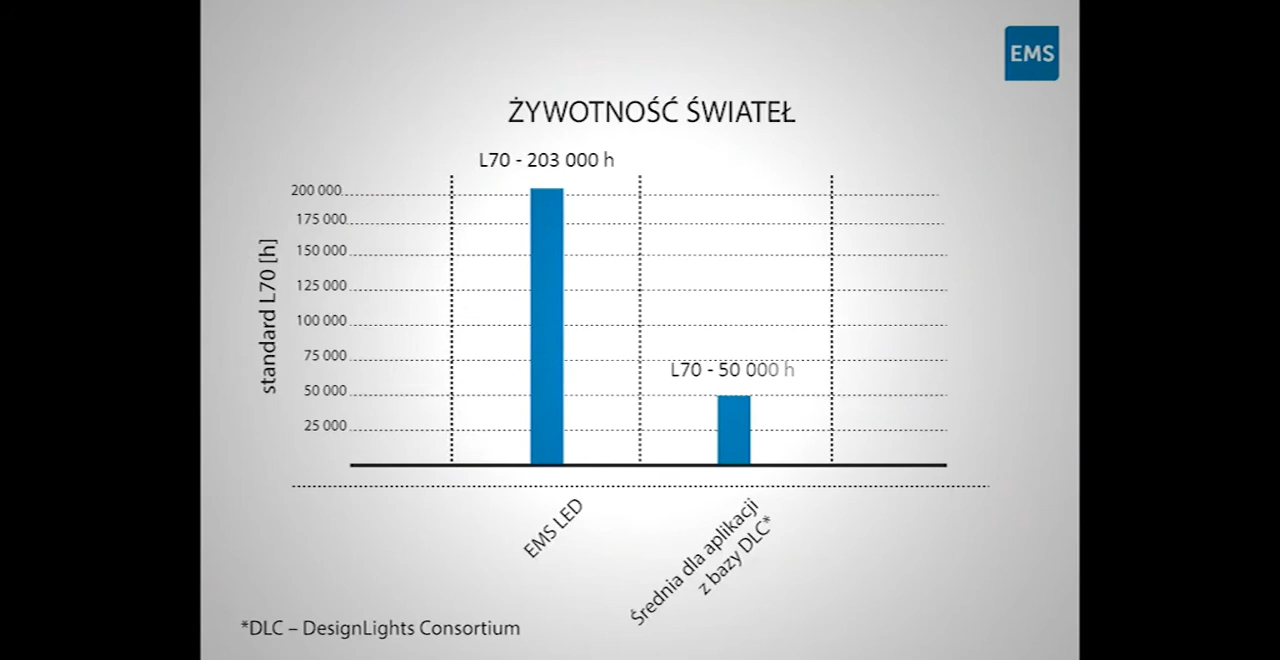 EMS
ŻYWOTNOŚĆ ŚWIATEŁ
L70 - 203 000 h
200 000
175 000
150 000
125 000
100 000
75 000
50 000
25 000
standard L70 [h]
L70 - 50 000 h
EMS LED
Średnia dla aplikacji
z bazy DLC*
*DLC – DesignLights Consortium